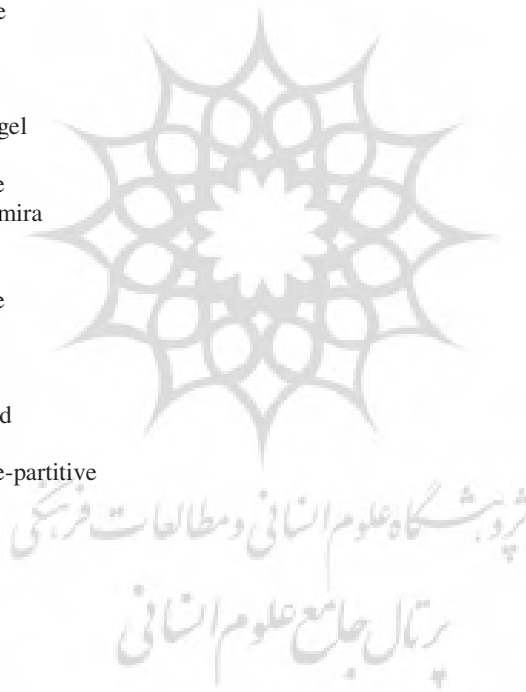 e
gel
e
mira
e
d
e-partitive
پژوهشگاه علوم انسانی و مطالعات فرهنگی
پرتال جامع علوم انسانی